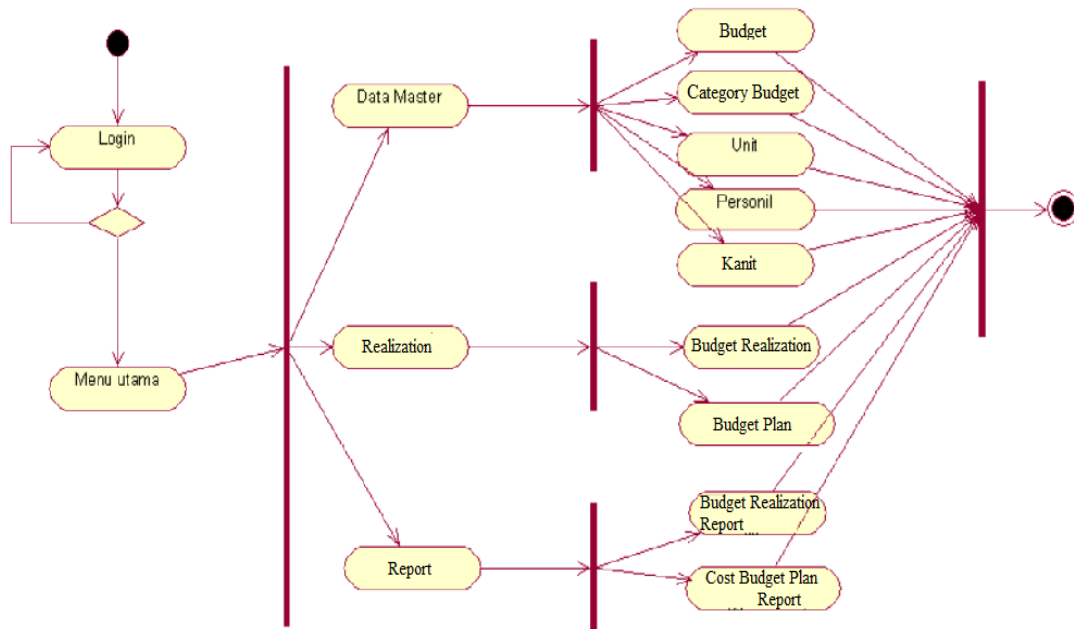 Login
Menu utama
Data Master
Realization
Report
Budget
Category Budget
Unit
Personil
Kanit
Budget Realization
Budget Plan
Budget Realization
Report
Cost Budget Plan
Report